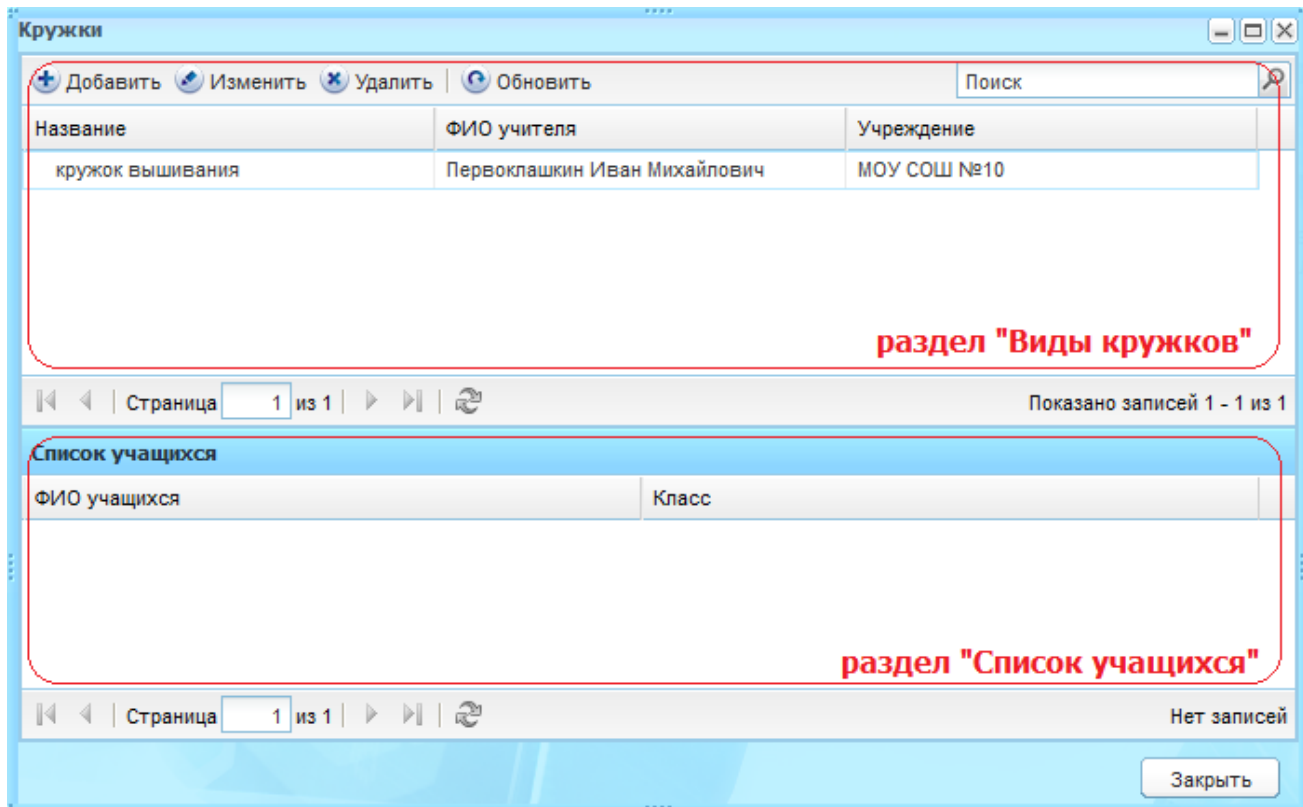 Кружки
Добавить Изменить Удалить Обновить Поиск
Название ФИО учителя Учреждение
кружок вышивания Первоклашкин Иван Михайлович МОУ СОШ №10
раздел "Виды кружков"
Страница 1 из 1 Показано записей 1 - 1 из 1
Список учащихся
ФИО учащихся Класс
раздел "Список учащихся"
Страница 1 из 1 Нет записей
Закрыть